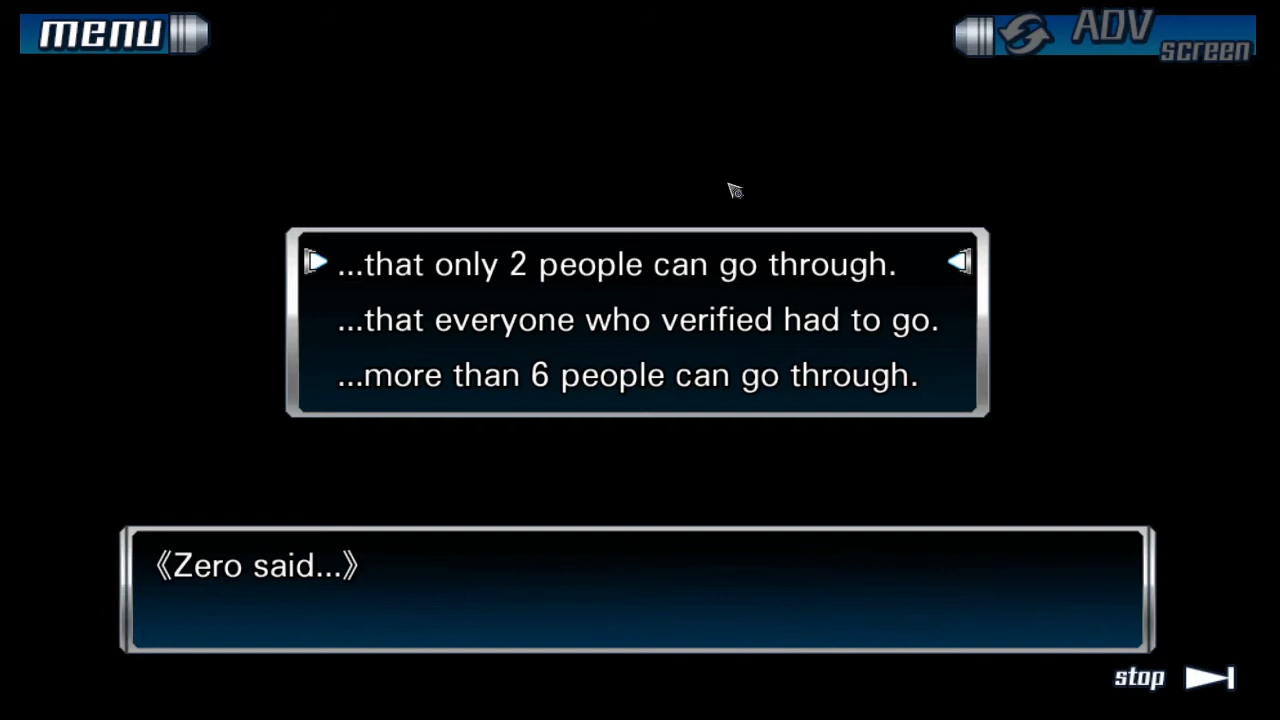 menu
ADV
screen
...that only 2 people can go through.
...that everyone who verified had to go.
...more than 6 people can go through.
《Zero said...》
stop